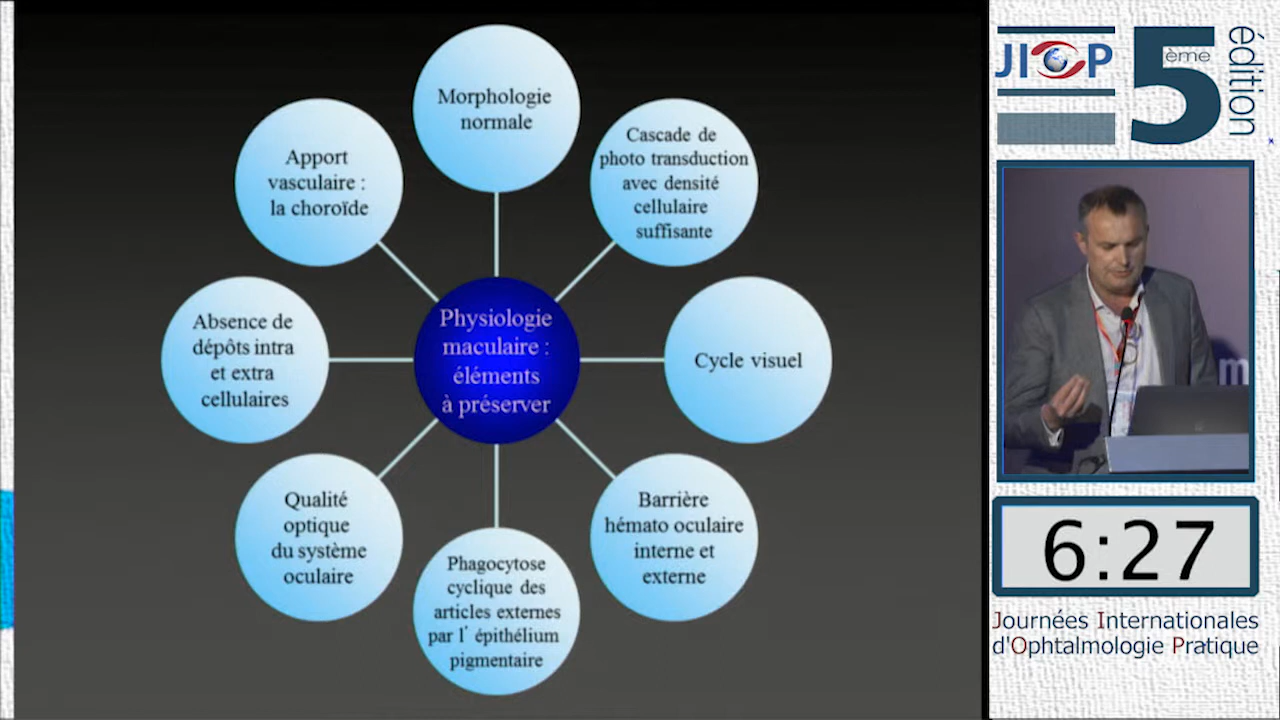 Morphologie
normale
Cascade de
photo transduction
avec densité
cellulaire
suffisante
Cycle visuel
Barrière
hémato oculaire
interne et
externe
Phagocytose
cyclique des
articles externes
par l’ épithélium
pigmentaire
Qualité
optique
du système
oculaire
Absence de
dépôts intra
et extra
cellulaires
Apport
vasculaire :
la choroïde
Physiologie
maculaire :
éléments
à préserver
JIOP
5
ème
édition
m
6:27
Journées Internationales
d'Ophtalmologie Pratique